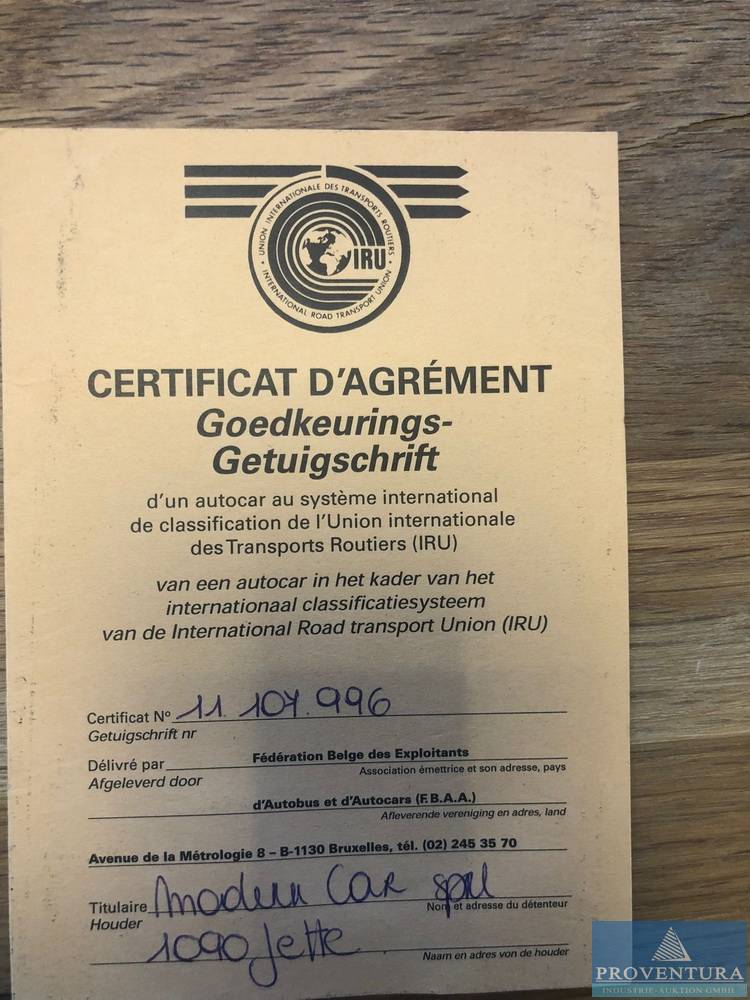 UNION INTERNATIONALE DES TRANSPORTS ROUTIERS
IRU
INTERNATIONAL ROAD TRANSPORT UNION
CERTIFICAT D'AGRÉMENT
Goedkeurings-
Getuigschrift
d'un autocar au système international
de classification de l'Union internationale
des Transports Routiers (IRU)
van een autocar in het kader van het
internationaal classificatiesysteem
van de International Road transport Union (IRU)
Certificat Nº 11.107.996
Getuigschrift nr
Délivré par Fédération Belge des Exploitants
Afgeleverd door Association émettrice et son adresse, pays
d'Autobus et d'Autocars (F.B.A.A.)
Afleverende vereniging en adres, land
Avenue de la Métrologie 8 – B-1130 Bruxelles, tél. (02) 245 35 70
Titulaire Modern Car sprl
Houder Nom et adresse du détenteur
1090 Jette
Naam en adres von de houder
PROVENTURA
INDUSTRIE-AUKTION GMBH